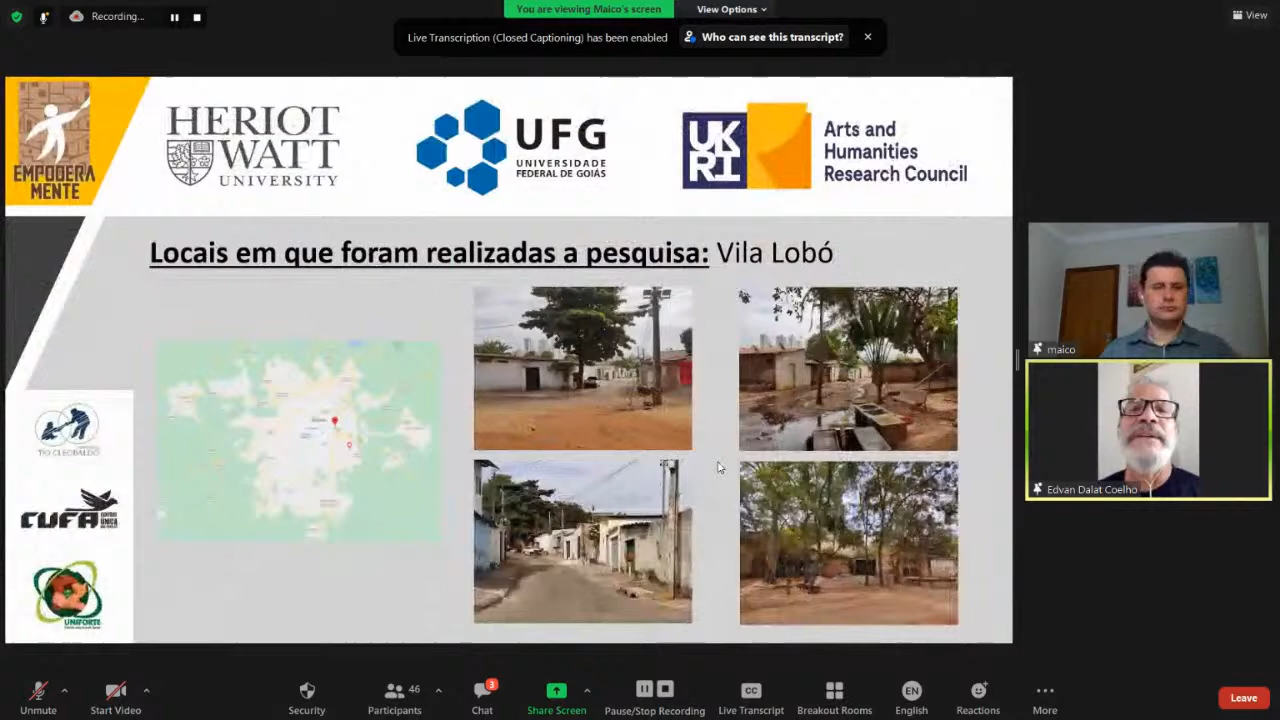 Recording...
You are viewing Maico's screen
View Options
View
Live Transcription (Closed Captioning) has been enabled
Who can see this transcript?
EMPODERA
MENTE
HERIOT
WATT
UNIVERSITY
UFG
UNIVERSIDADE
FEDERAL DE GOIÁS
UK
RI
Arts and
Humanities
Research Council
Locais em que foram realizadas a pesquisa: Vila Lobó
TIO CLEOBALDO
CUFA
UNIFORTE
maico
Edvan Dalat Coelho
Unmute
Start Video
Security
46
Participants
3
Chat
Share Screen
Pause/Stop Recording
CC
Live Transcript
Breakout Rooms
EN
English
Reactions
More
Leave